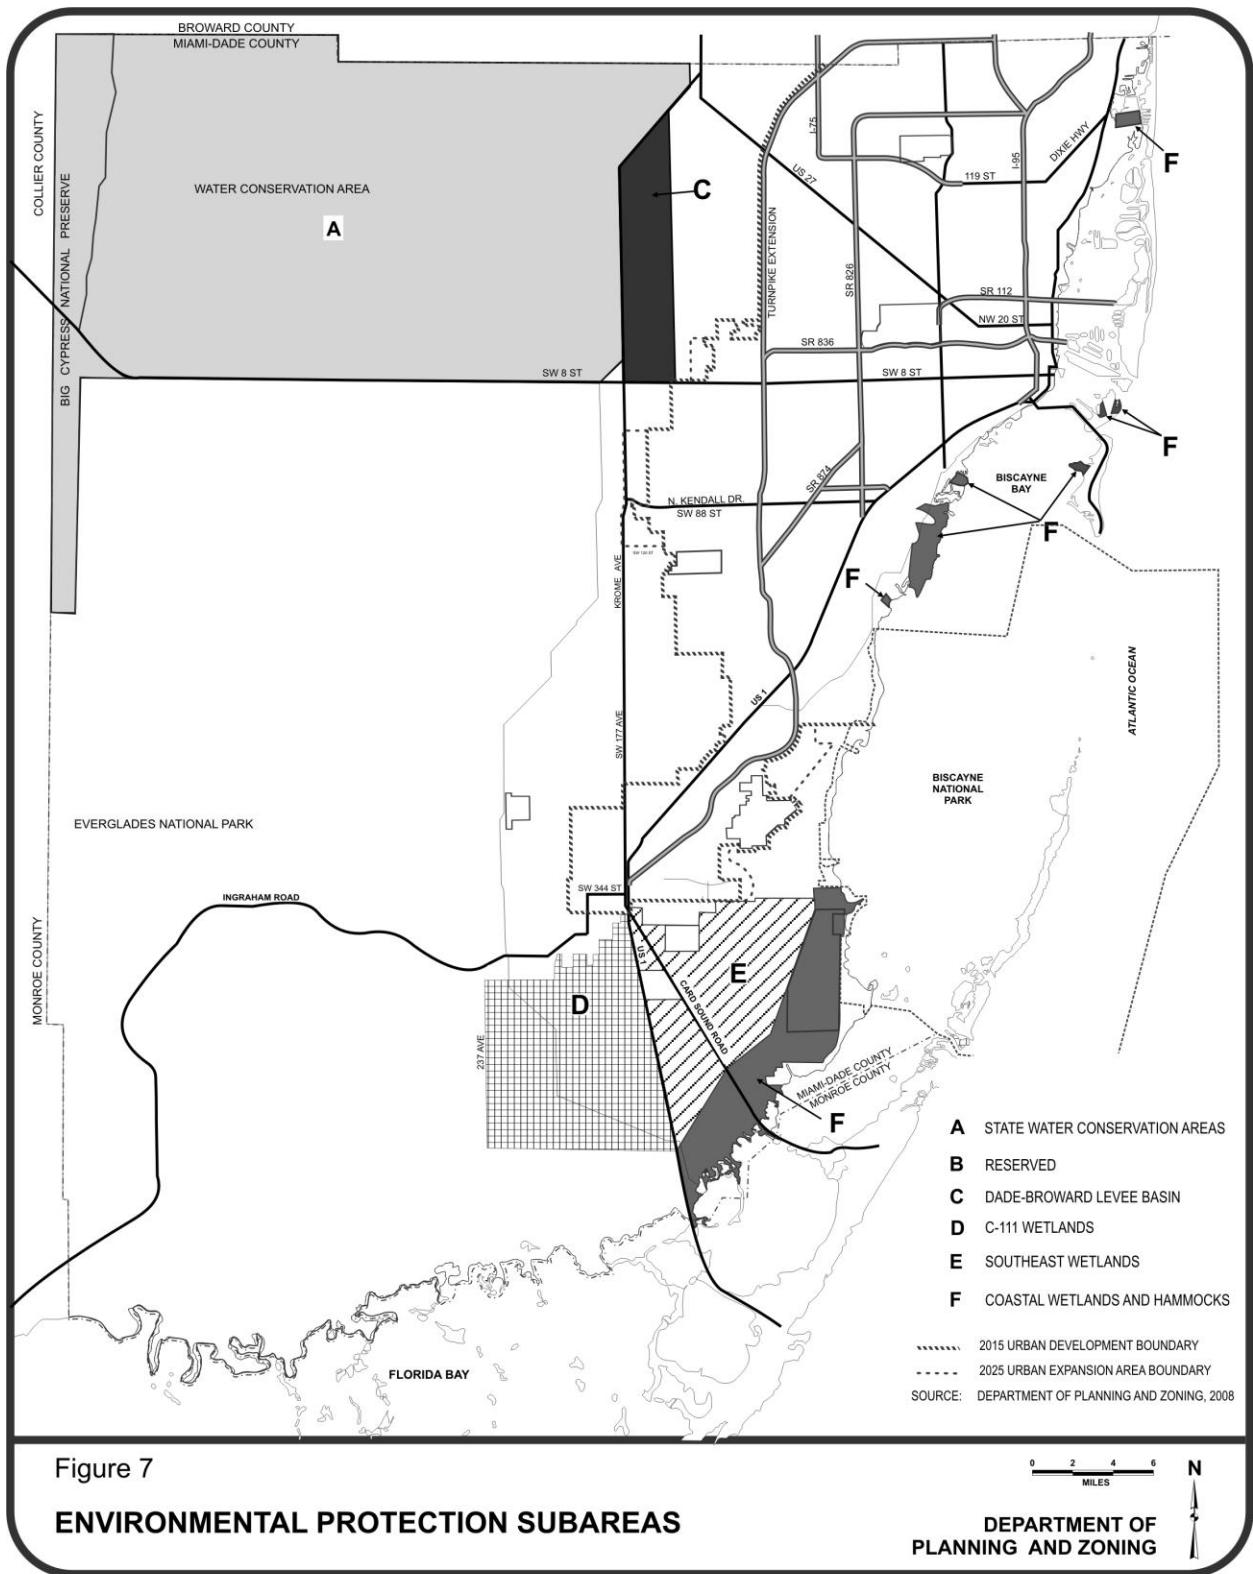 BROWARD COUNTY
MIAMI-DADE COUNTY
COLLIER COUNTY
BIG CYPRESS NATIONAL PRESERVE
WATER CONSERVATION AREA
A
C
F
I-75
US 27
I-95
DIXIE HWY
119 ST
TURNPIKE EXTENSION
SR 826
SR 112
NW 20 ST
SR 836
SW 8 ST
SW 8 ST
F
SR 874
N. KENDALL DR.
SW 88 ST
BISCAYNE
BAY
F
F
KROME AVE
SW 177 AVE
US 1
ATLANTIC OCEAN
BISCAYNE
NATIONAL
PARK
EVERGLADES NATIONAL PARK
SW 344 ST
INGRAHAM ROAD
MONROE COUNTY
US 1
E
D
CARD SOUND ROAD
237 AVE
MIAMI-DADE COUNTY
MONROE COUNTY
F
A STATE WATER CONSERVATION AREAS
B RESERVED
C DADE-BROWARD LEVEE BASIN
D C-111 WETLANDS
E SOUTHEAST WETLANDS
F COASTAL WETLANDS AND HAMMOCKS
2015 URBAN DEVELOPMENT BOUNDARY
2025 URBAN EXPANSION AREA BOUNDARY
SOURCE: DEPARTMENT OF PLANNING AND ZONING, 2008
FLORIDA BAY
Figure 7
0 2 4 6
MILES
N
ENVIRONMENTAL PROTECTION SUBAREAS
DEPARTMENT OF
PLANNING AND ZONING